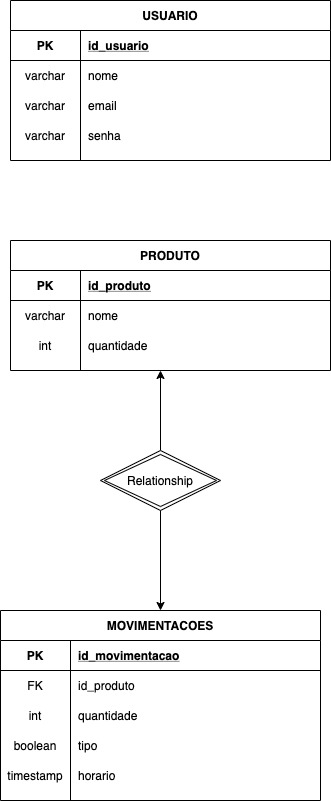 USUARIO
PK id_usuario
varchar nome
varchar email
varchar senha
PRODUTO
PK id_produto
varchar nome
int quantidade
Relationship
MOVIMENTACOES
PK id_movimentacao
FK id_produto
int quantidade
boolean tipo
timestamp horario